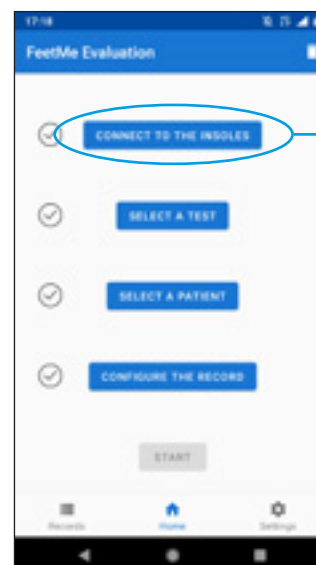 17:18
FeetMe Evaluation
CONNECT TO THE INSOLES
SELECT A TEST
SELECT A PATIENT
CONFIGURE THE RECORD
START
Records Home Settings